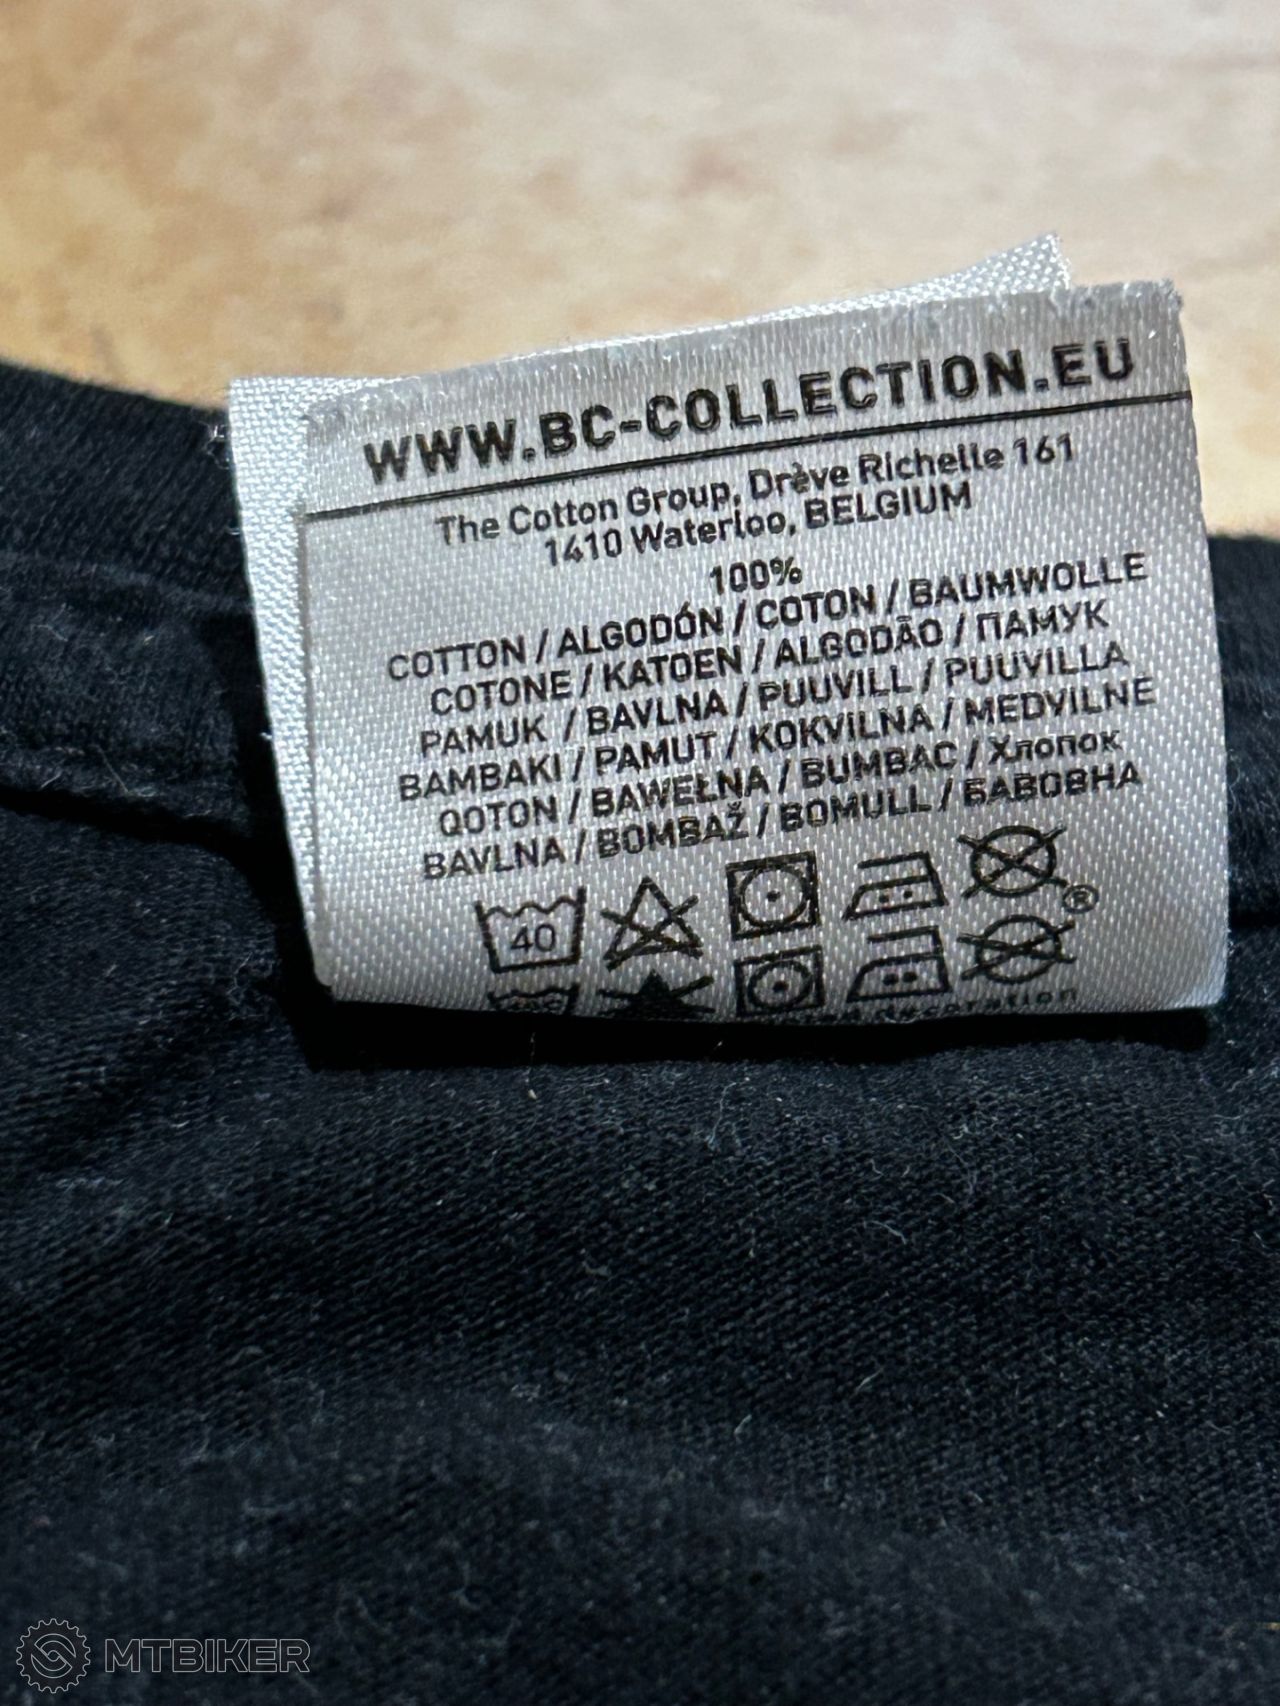 WWW.BC-COLLECTION.EU
The Cotton Group, Drève Richelle 161
1410 Waterloo, BELGIUM
100%
COTTON / ALGODÓN / COTON / BAUMWOLLE
COTONE / KATOEN / ALGODÃO / ПАМУК
PAMUK / BAVLNA / PUUVILL / PUUVILLA
BAMBAKI / PAMUT / KOKVILNA / MEDVILNĖ
QOTON / BAWEŁNA / BUMBAC / Хлопок
BAVLNA / BOMBAŽ / BOMULL / БАВОВНА
40
®
decoration
MTBIKER